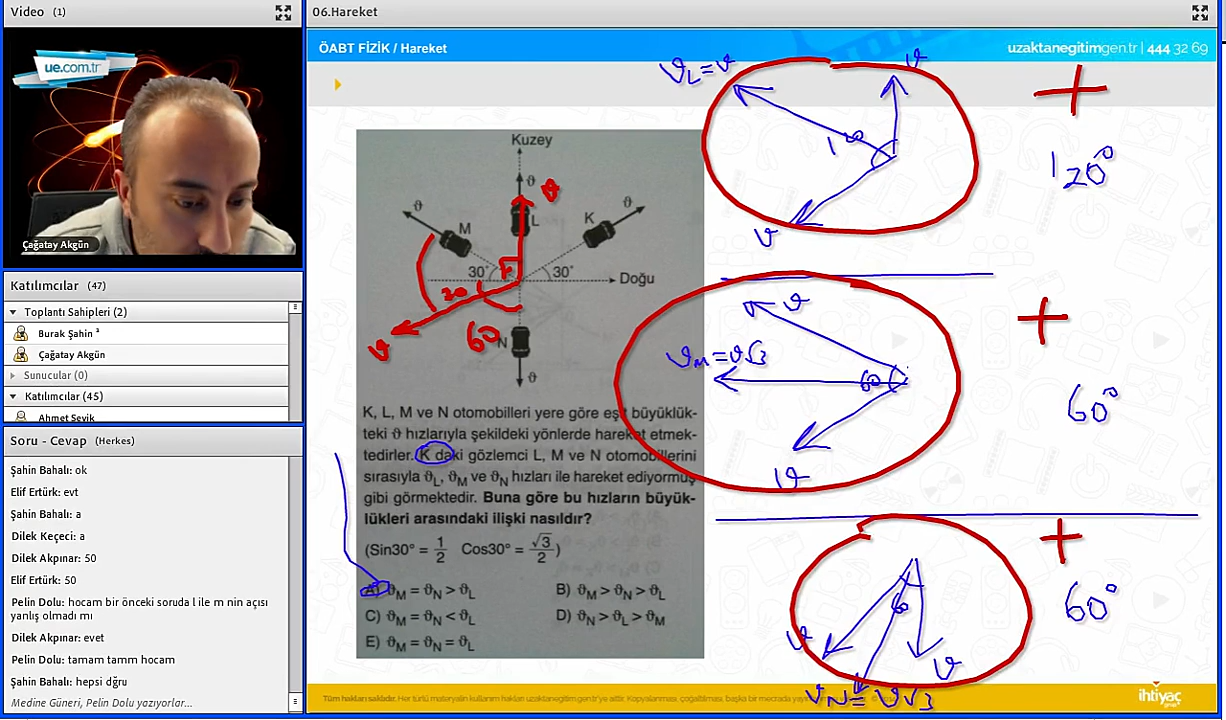 Video (1)
06.Hareket
ue.com.tr
Çağatay Akgün
Katılımcılar (47)
Toplantı Sahipleri (2)
Burak Şahin ³
Çağatay Akgün
Sunucular (0)
Katılımcılar (45)
Ahmet Sevik
Soru - Cevap (Herkes)
Şahin Bahalı: ok
Elif Ertürk: evt
Şahin Bahalı: a
Dilek Keçeci: a
Dilek Akpınar: 50
Elif Ertürk: 50
Pelin Dolu: hocam bir önceki soruda l ile m nin açısı
yanlış olmadı mı
Dilek Akpınar: evet
Pelin Dolu: tamam tamm hocam
Şahin Bahalı: hepsi dğru
Medine Güneri, Pelin Dolu yazıyorlar...
ÖABT FİZİK / Hareket
uzaktanegitimgen.tr | 444 32 69
Kuzey
ϑ
ϑ
L
K
ϑ
ϑ
M
30°
30°
Doğu
30
ϑ
60
N
ϑ
K, L, M ve N otomobilleri yere göre eşit büyüklük-
teki ϑ hızlarıyla şekildeki yönlerde hareket etmek-
tedirler. K daki gözlemci L, M ve N otomobillerini
sırasıyla ϑL, ϑM ve ϑN hızları ile hareket ediyormuş
gibi görmektedir. Buna göre bu hızların büyük-
lükleri arasındaki ilişki nasıldır?
(Sin30° = 1/2 Cos30° = √3/2)
A) ϑM = ϑN > ϑL
B) ϑM > ϑN > ϑL
C) ϑM = ϑN < ϑL
D) ϑN > ϑL > ϑM
E) ϑM = ϑN = ϑL
ϑL = ϑ
ϑ
ϑ
+
120°
ϑ
ϑM = ϑ√3
60
ϑ
+
60°
60
ϑ
ϑ
ϑN = ϑ√3
+
60°
Tüm hakları saklıdır.
ihtiyaç